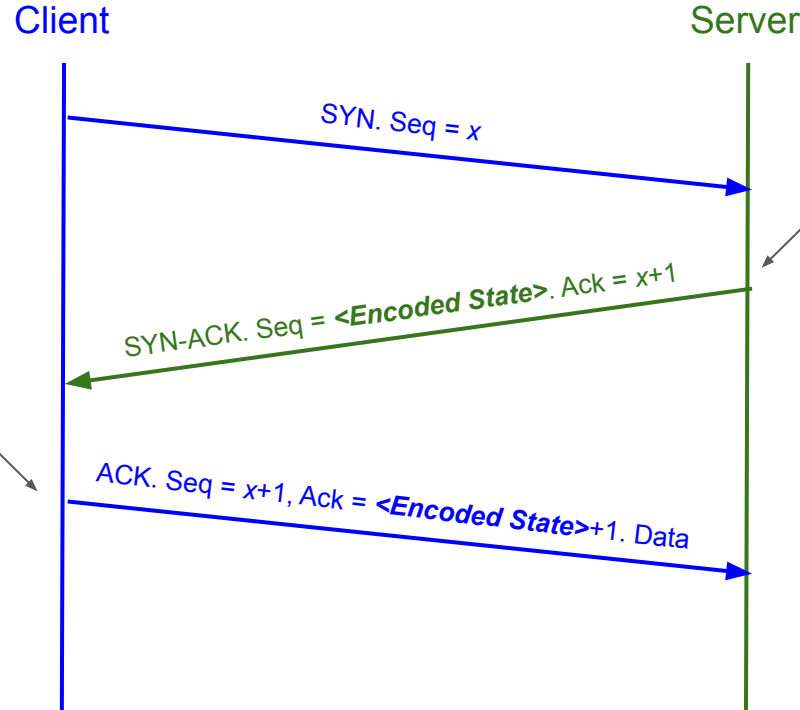 Client
Server
SYN. Seq = x
SYN-ACK. Seq = <Encoded State>. Ack = x+1
ACK. Seq = x+1, Ack = <Encoded State>+1. Data